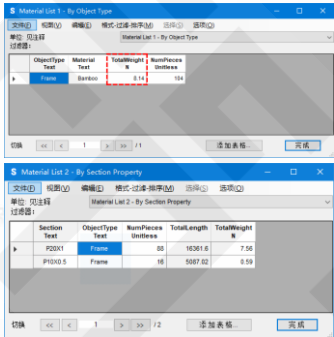 Material List 1 - By Object Type
文件(F) 视图(V) 编辑(E) 格式-过滤-排序(M) 选择(S) 选项(O)
单位: 见注释 Material List 1 - By Object Type
过滤器:
ObjectType Material TotalWeight NumPieces
Text Text N Unitless
Frame Bamboo 8.14 104
切换 << < 1 > >> /1 添加表格... 完成
Material List 2 - By Section Property
文件(F) 视图(V) 编辑(E) 格式-过滤-排序(M) 选择(S) 选项(O)
单位: 见注释 Material List 2 - By Section Property
过滤器:
Section ObjectType NumPieces TotalLength TotalWeight
Text Text Unitless N
P20X1 Frame 88 16361.6 7.56
P10X0.5 Frame 16 5087.02 0.59
切换 << < 1 > >> /2 添加表格... 完成